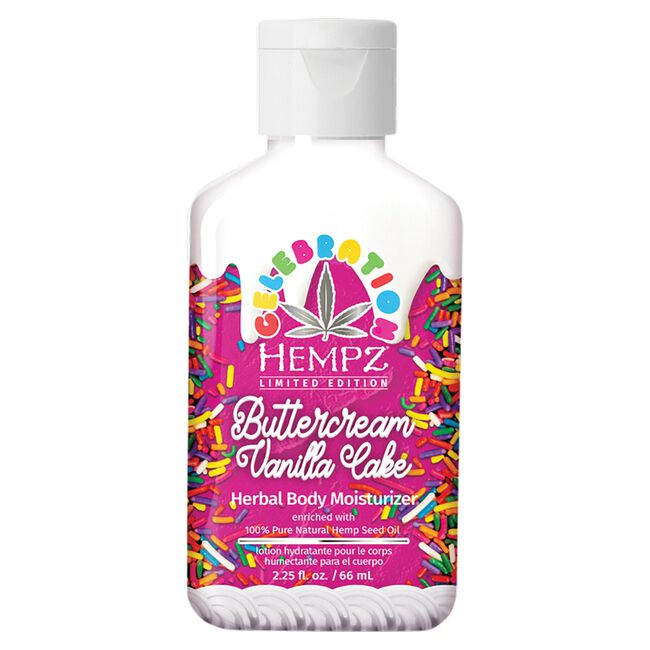 CELEBRATION
HEMPZ
LIMITED EDITION
Buttercream
Vanilla Cake
Herbal Body Moisturizer
enriched with
100% Pure Natural Hemp Seed Oil
lotion hydratante pour le corps
humectante para el cuerpo
2.25 fl. oz. / 66 mL